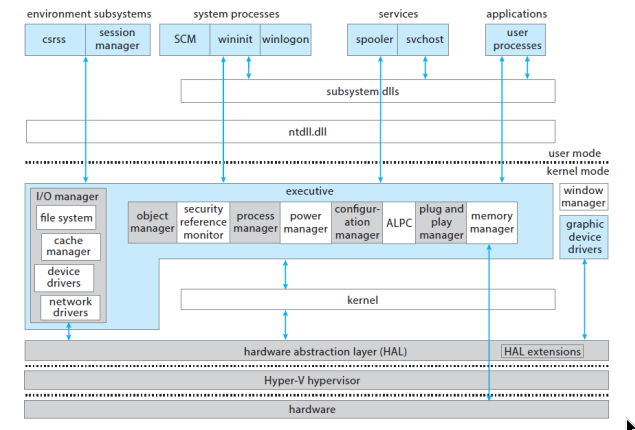 environment subsystems
system processes
services
applications
csrss
session
manager
SCM
wininit
winlogon
spooler
svchost
user
processes
subsystem dlls
ntdll.dll
user mode
kernel mode
executive
I/O manager
file system
cache
manager
device
drivers
network
drivers
object
manager
security
reference
monitor
process
manager
power
manager
configur-
ation
manager
ALPC
plug and
play
manager
memory
manager
window
manager
graphic
device
drivers
kernel
hardware abstraction layer (HAL)
HAL extensions
Hyper-V hypervisor
hardware